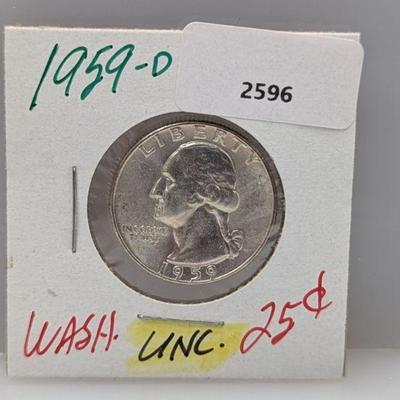 1959-D
2596
LIBERTY
IN GOD WE
TRUST
1959
WASH. UNC. 25¢